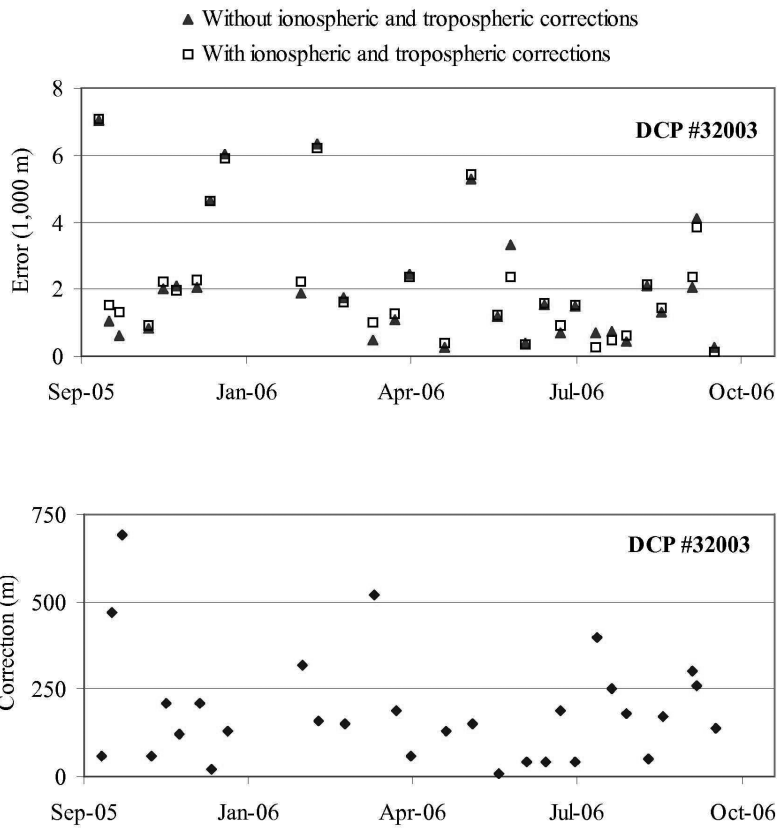 Without ionospheric and tropospheric corrections
With ionospheric and tropospheric corrections
8
DCP #32003
6
4
2
0
Error (1,000 m)
Sep-05 Jan-06 Apr-06 Jul-06 Oct-06
750
DCP #32003
500
250
0
Correction (m)
Sep-05 Jan-06 Apr-06 Jul-06 Oct-06